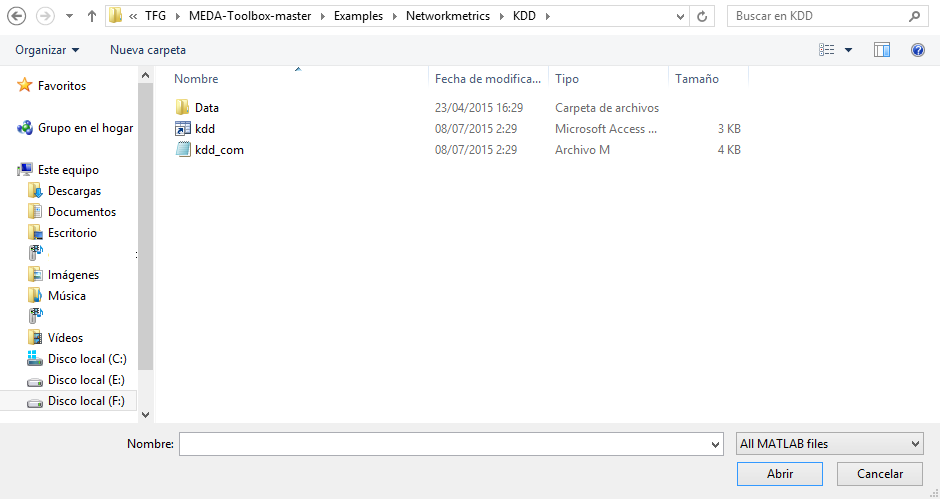 « TFG ▸ MEDA-Toolbox-master ▸ Examples ▸ Networkmetrics ▸ KDD ▸
Buscar en KDD
Organizar
Nueva carpeta
Favoritos
Grupo en el hogar
Este equipo
Descargas
Documentos
Escritorio
Imágenes
Música
Vídeos
Disco local (C:)
Disco local (E:)
Disco local (F:)
Nombre Fecha de modifica... Tipo Tamaño
Data 23/04/2015 16:29 Carpeta de archivos
kdd 08/07/2015 2:29 Microsoft Access ... 3 KB
kdd_com 08/07/2015 2:29 Archivo M 4 KB
Nombre:
All MATLAB files
Abrir
Cancelar